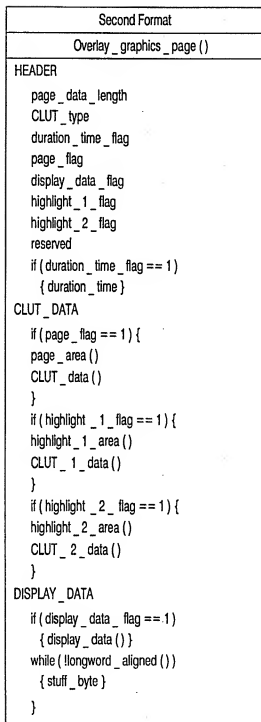 Second Format
Overlay _ graphics _ page ( )
HEADER
page _ data _ length
CLUT _ type
duration _ time _ flag
page _ flag
display _ data _ flag
highlight _ 1 _ flag
highlight _ 2 _ flag
reserved
if ( duration _ time _ flag == 1 )
{ duration _ time }
CLUT _ DATA
if ( page _ flag == 1 ) {
page _ area ( )
CLUT _ data ( )
}
if ( highlight _ 1 _ flag == 1 ) {
highlight _ 1 _ area ( )
CLUT _ 1 _ data ( )
}
if ( highlight _ 2 _ flag == 1 ) {
highlight _ 2 _ area ( )
CLUT _ 2 _ data ( )
}
DISPLAY _ DATA
if ( display _ data _ flag == 1 )
{ display _ data ( ) }
while ( !longword _ aligned ( ) )
{ stuff _ byte }
}